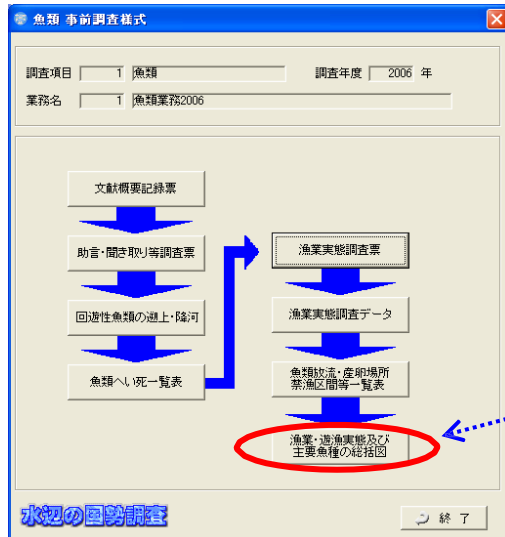 魚類 事前調査様式
調査項目 1 魚類 調査年度 2006 年
業務名 1 魚類業務2006
文献概要記録票
助言・聞き取り等調査票
回遊性魚類の遡上・降河
魚類へい死一覧表
漁業実態調査票
漁業実態調査データ
魚類放流・産卵場所
禁漁区間等一覧表
漁業・遊漁実態及び
主要魚種の総括図
水辺の国勢調査
終 了